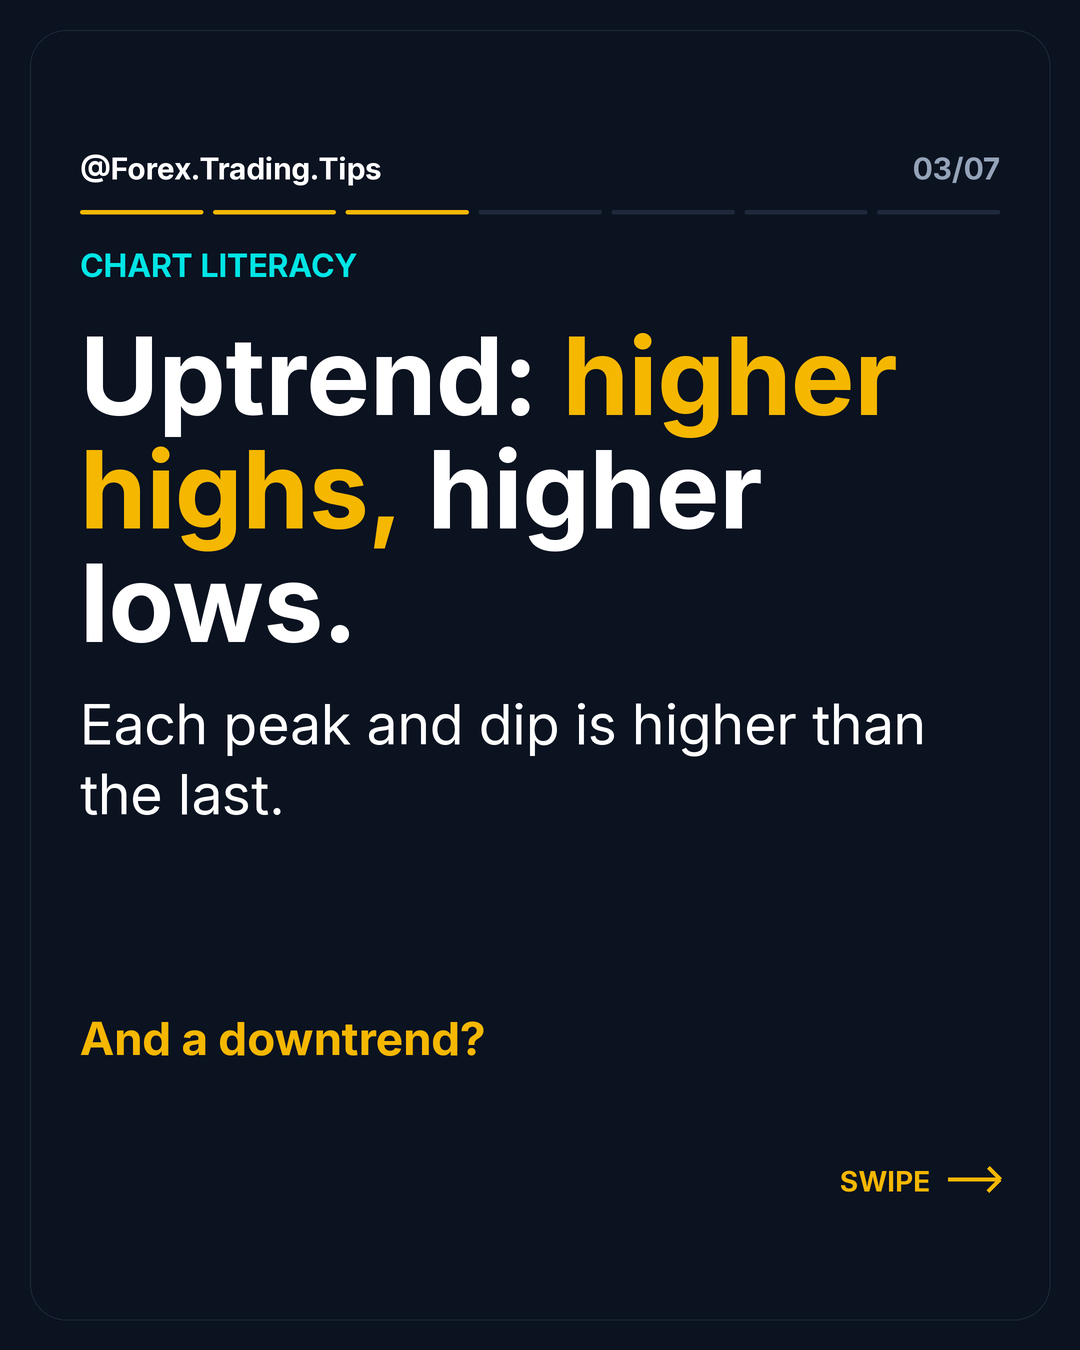 @Forex.Trading.Tips
03/07
CHART LITERACY
Uptrend: higher
highs, higher
lows.
Each peak and dip is higher than
the last.
And a downtrend?
SWIPE